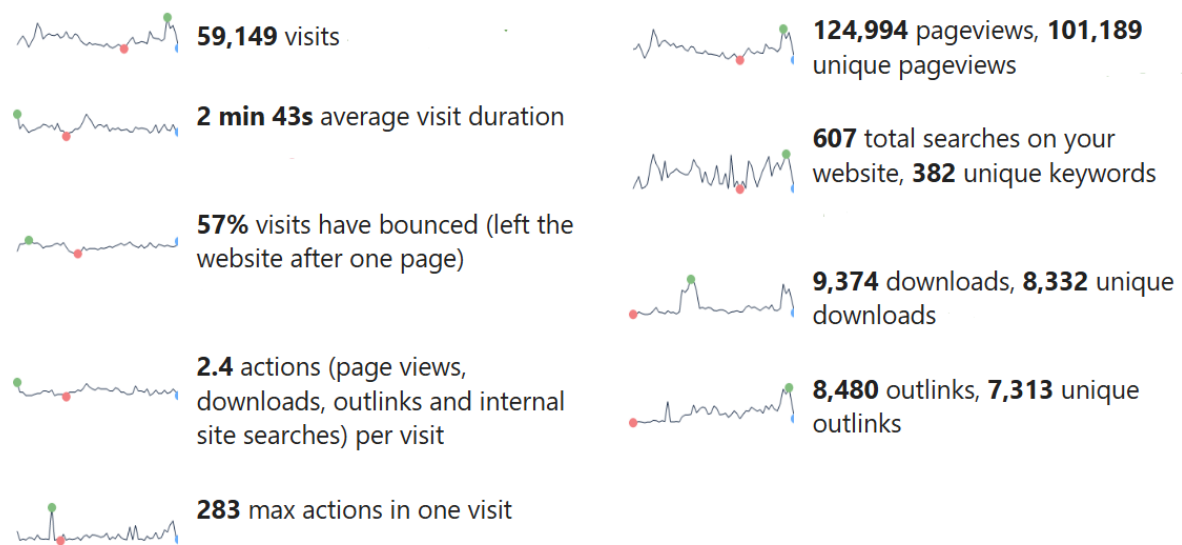 59,149 visits
2 min 43s average visit duration
57% visits have bounced (left the
website after one page)
2.4 actions (page views,
downloads, outlinks and internal
site searches) per visit
283 max actions in one visit
124,994 pageviews, 101,189
unique pageviews
607 total searches on your
website, 382 unique keywords
9,374 downloads, 8,332 unique
downloads
8,480 outlinks, 7,313 unique
outlinks